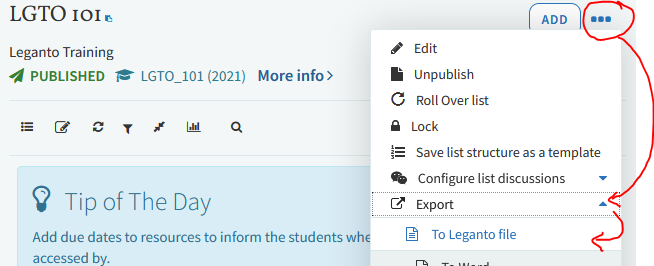 LGTO 101
ADD
Leganto Training
PUBLISHED LGTO_101 (2021) More info
Edit
Unpublish
Roll Over list
Lock
Save list structure as a template
Configure list discussions
Export
To Leganto file
To Word
Tip of The Day
Add due dates to resources to inform the students whe
accessed by.